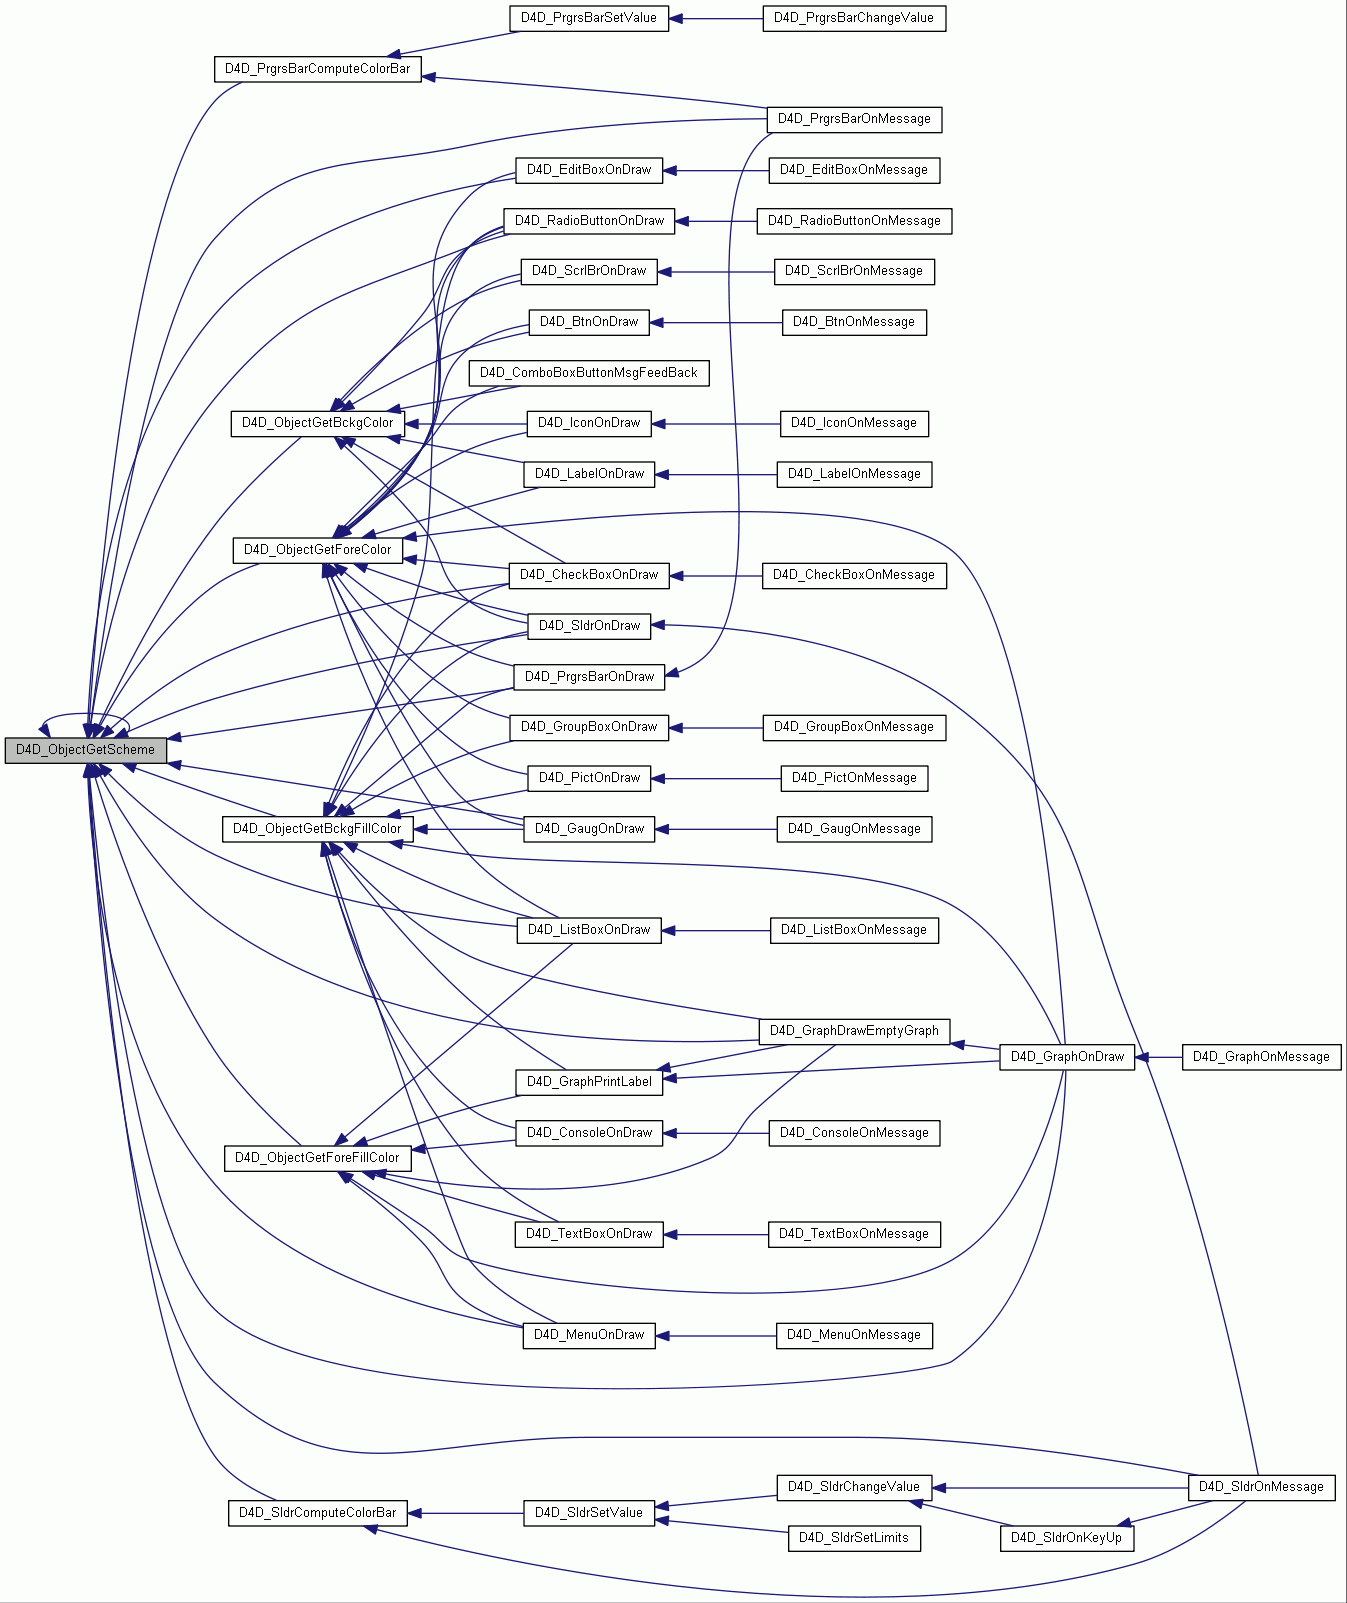 D4D_PrgrsBarSetValue
D4D_PrgrsBarChangeValue
D4D_PrgrsBarComputeColorBar
D4D_PrgrsBarOnMessage
D4D_EditBoxOnDraw
D4D_EditBoxOnMessage
D4D_RadioButtonOnDraw
D4D_RadioButtonOnMessage
D4D_ScrlBrOnDraw
D4D_ScrlBrOnMessage
D4D_BtnOnDraw
D4D_BtnOnMessage
D4D_ComboBoxButtonMsgFeedBack
D4D_ObjectGetBckgColor
D4D_IconOnDraw
D4D_IconOnMessage
D4D_LabelOnDraw
D4D_LabelOnMessage
D4D_ObjectGetForeColor
D4D_CheckBoxOnDraw
D4D_CheckBoxOnMessage
D4D_SldrOnDraw
D4D_PrgrsBarOnDraw
D4D_GroupBoxOnDraw
D4D_GroupBoxOnMessage
D4D_ObjectGetScheme
D4D_PictOnDraw
D4D_PictOnMessage
D4D_ObjectGetBckgFillColor
D4D_GaugOnDraw
D4D_GaugOnMessage
D4D_ListBoxOnDraw
D4D_ListBoxOnMessage
D4D_GraphDrawEmptyGraph
D4D_GraphOnDraw
D4D_GraphOnMessage
D4D_GraphPrintLabel
D4D_ConsoleOnDraw
D4D_ConsoleOnMessage
D4D_ObjectGetForeFillColor
D4D_TextBoxOnDraw
D4D_TextBoxOnMessage
D4D_MenuOnDraw
D4D_MenuOnMessage
D4D_SldrChangeValue
D4D_SldrOnMessage
D4D_SldrComputeColorBar
D4D_SldrSetValue
D4D_SldrSetLimits
D4D_SldrOnKeyUp